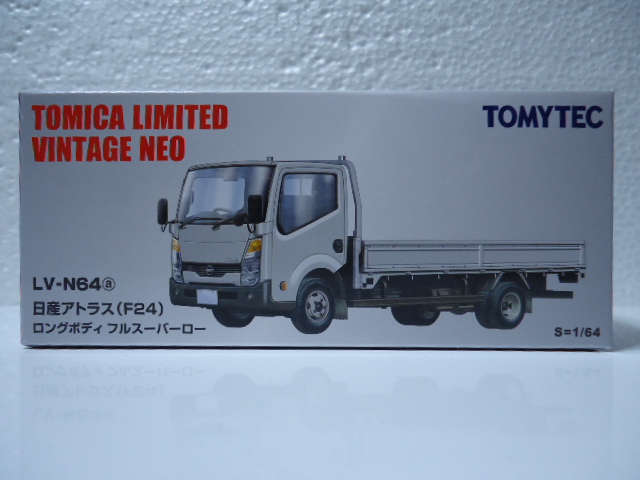 TOMICA LIMITED
VINTAGE NEO
TOMYTEC
LV-N64ⓐ
日産アトラス(F24)
ロングボディ フルスーパーロー
S=1/64